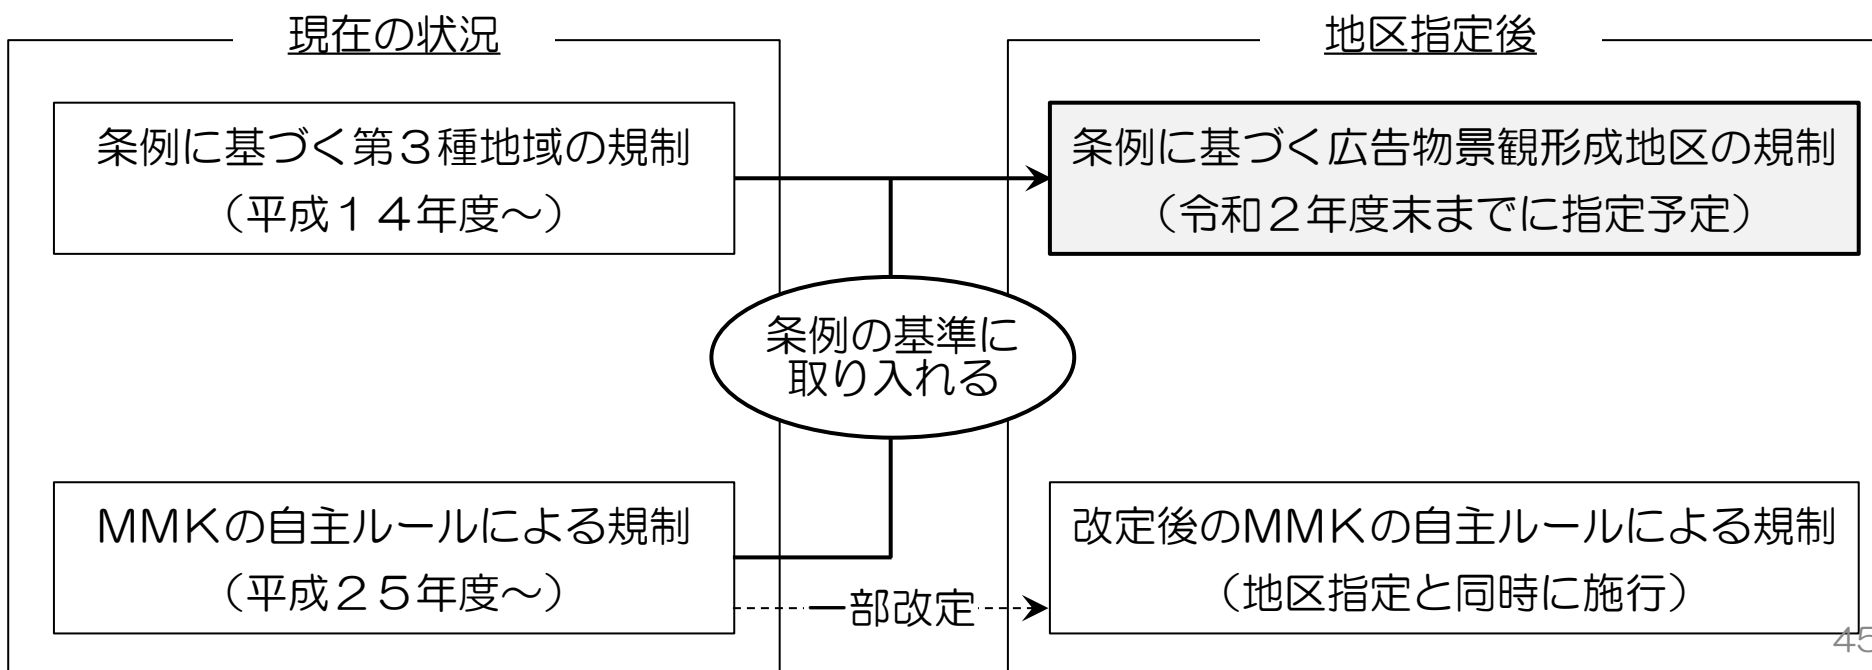 現在の状況
条例に基づく第３種地域の規制
（平成１４年度～）
MMKの自主ルールによる規制
（平成２５年度～）
条例の基準に
取り入れる
一部改定
地区指定後
条例に基づく広告物景観形成地区の規制
（令和２年度末までに指定予定）
改定後のMMKの自主ルールによる規制
（地区指定と同時に施行）
45